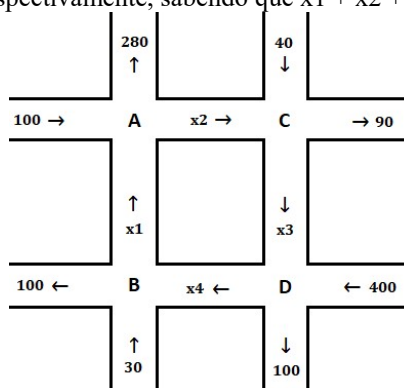 spectivamente, sabendo que x1 + x2 +
280 40
↑ ↓
100 → A x2 → C → 90
↑ ↓
x1 x3
100 ← B x4 ← D ← 400
↑ ↓
30 100